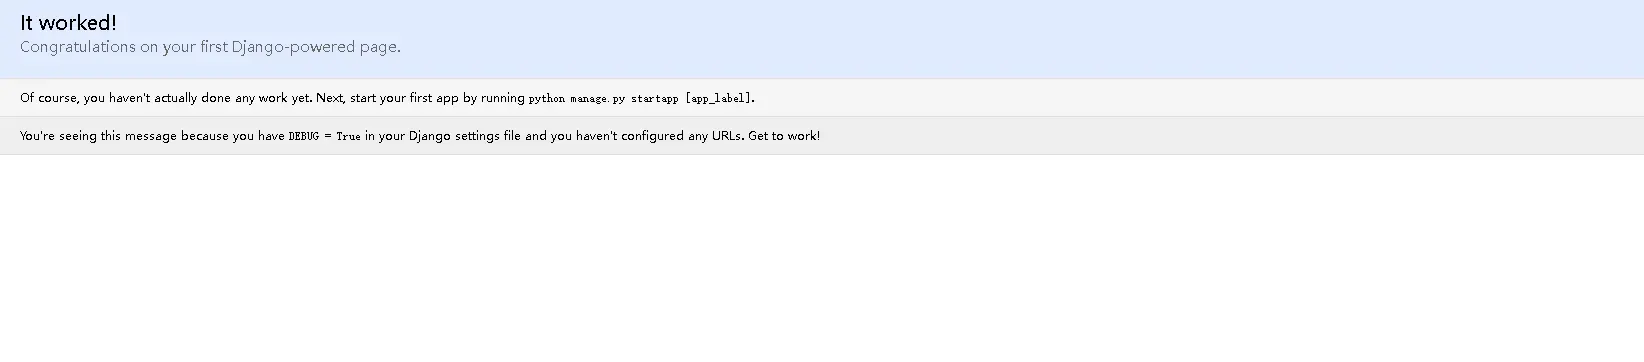 It worked!
Congratulations on your first Django-powered page.
Of course, you haven't actually done any work yet. Next, start your first app by running python manage.py startapp [app_label].
You're seeing this message because you have DEBUG = True in your Django settings file and you haven't configured any URLs. Get to work!